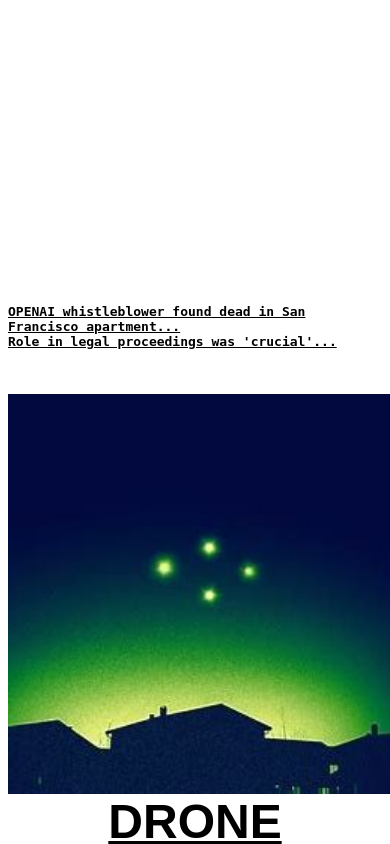 OPENAI whistleblower found dead in San
Francisco apartment...
Role in legal proceedings was 'crucial'...
DRONE